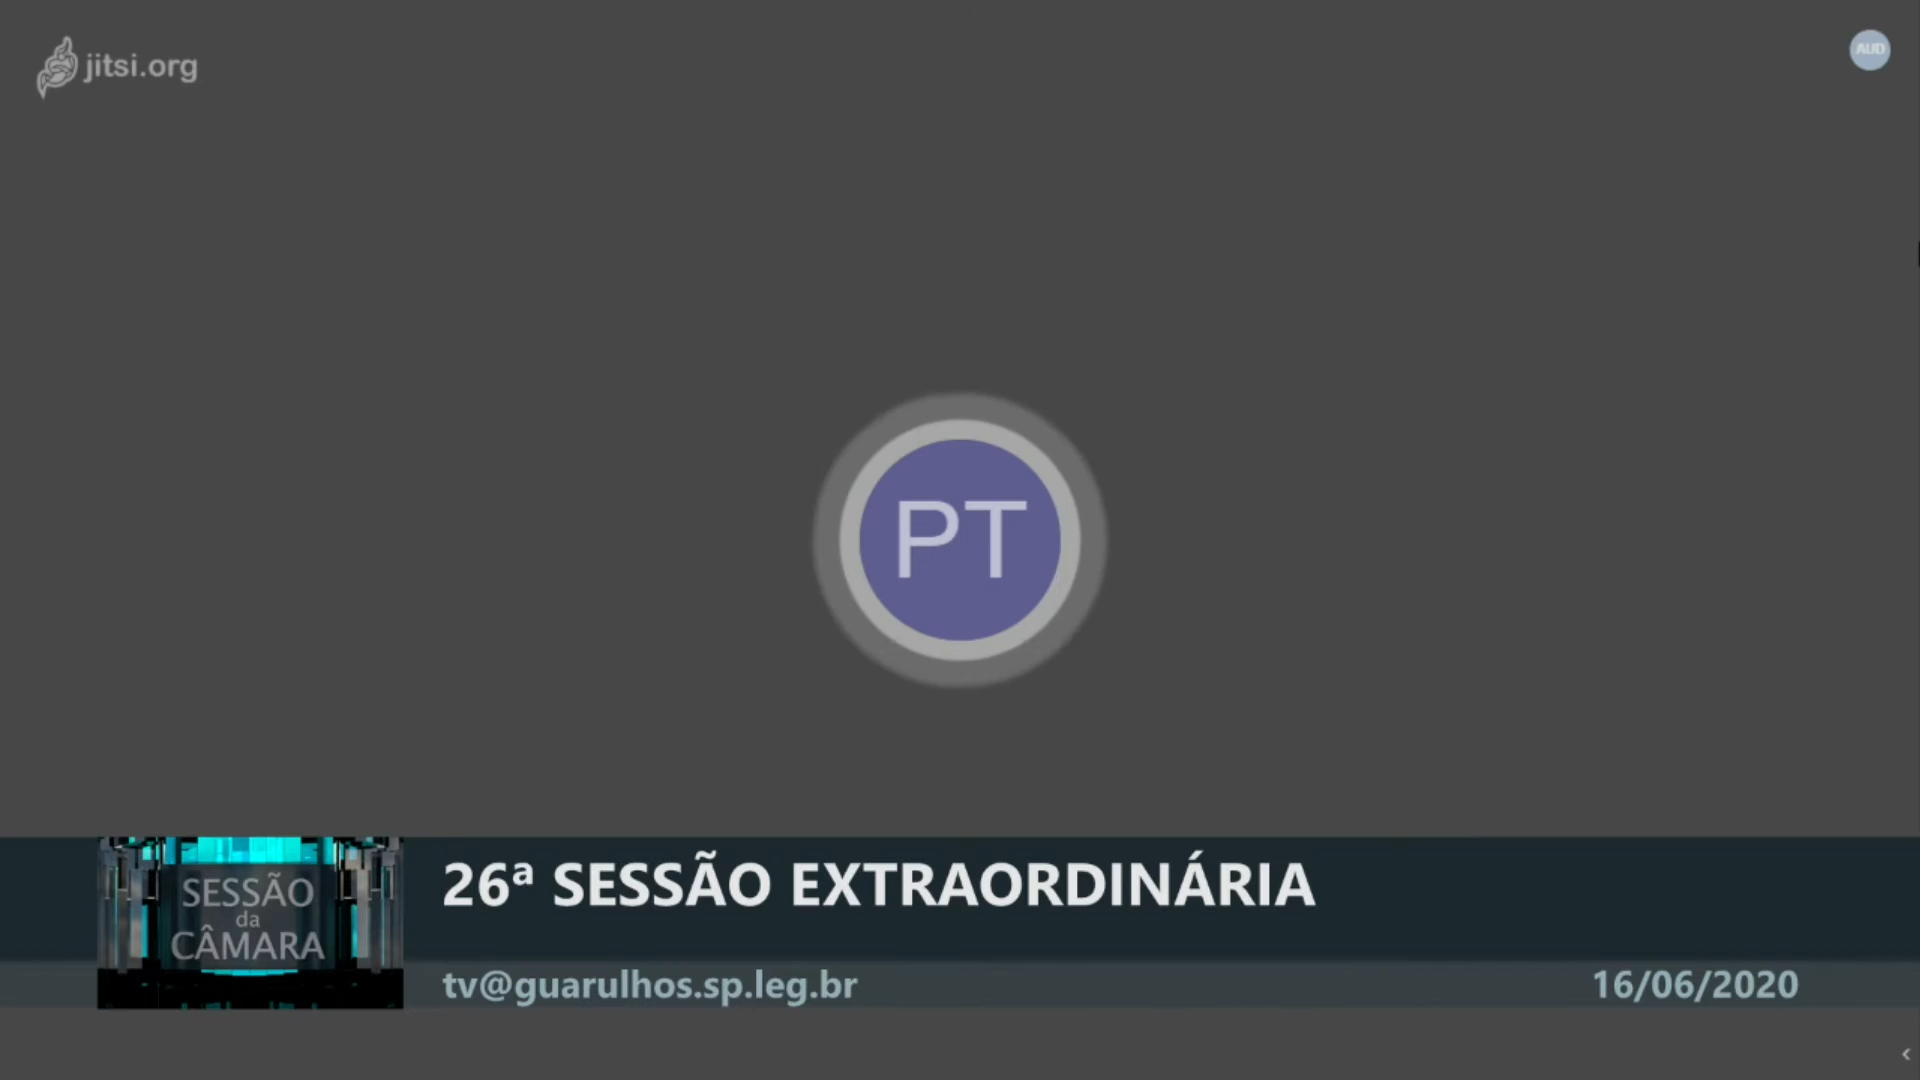 jitsi.org
AUD
PT
SESSÃO
da
CÂMARA
26ª SESSÃO EXTRAORDINÁRIA
tv@guarulhos.sp.leg.br
16/06/2020